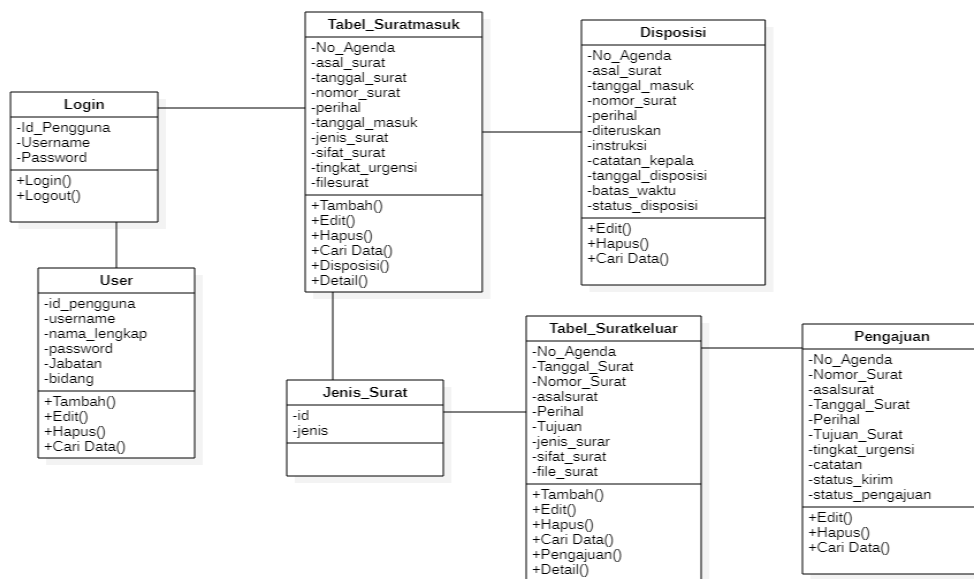 Tabel_Suratmasuk
-No_Agenda
-asal_surat
-tanggal_surat
-nomor_surat
-perihal
-tanggal_masuk
-jenis_surat
-sifat_surat
-tingkat_urgensi
-filesurat
+Tambah()
+Edit()
+Hapus()
+Cari Data()
+Disposisi()
+Detail()
Disposisi
-No_Agenda
-asal_surat
-tanggal_masuk
-nomor_surat
-perihal
-diteruskan
-instruksi
-catatan_kepala
-tanggal_disposisi
-batas_waktu
-status_disposisi
+Edit()
+Hapus()
+Cari Data()
Login
-Id_Pengguna
-Username
-Password
+Login()
+Logout()
User
-id_pengguna
-username
-nama_lengkap
-password
-Jabatan
-bidang
+Tambah()
+Edit()
+Hapus()
+Cari Data()
Jenis_Surat
-id
-jenis
Tabel_Suratkeluar
-No_Agenda
-Tanggal_Surat
-Nomor_Surat
-asalsurat
-Perihal
-Tujuan
-jenis_surar
-sifat_surat
-file_surat
+Tambah()
+Edit()
+Hapus()
+Cari Data()
+Pengajuan()
+Detail()
Pengajuan
-No_Agenda
-Nomor_Surat
-asalsurat
-Tanggal_Surat
-Perihal
-Tujuan_Surat
-tingkat_urgensi
-catatan
-status_kirim
-status_pengajuan
+Edit()
+Hapus()
+Cari Data()